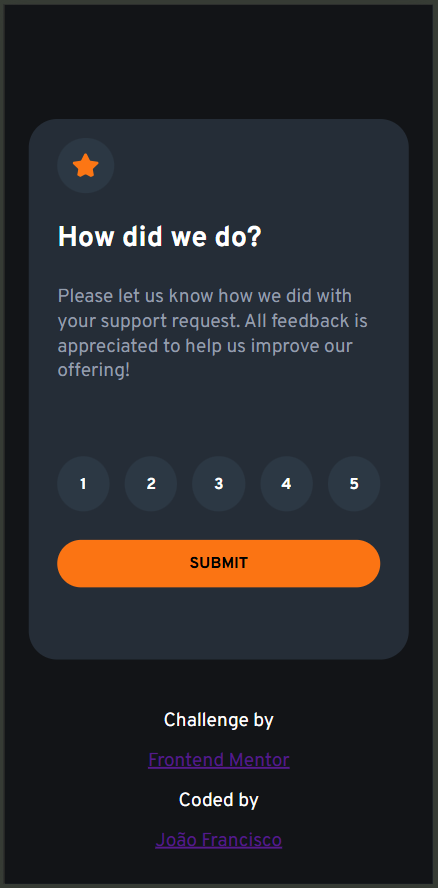 How did we do?
Please let us know how we did with
your support request. All feedback is
appreciated to help us improve our
offering!
1 2 3 4 5
SUBMIT
Challenge by
Frontend Mentor
Coded by
João Francisco